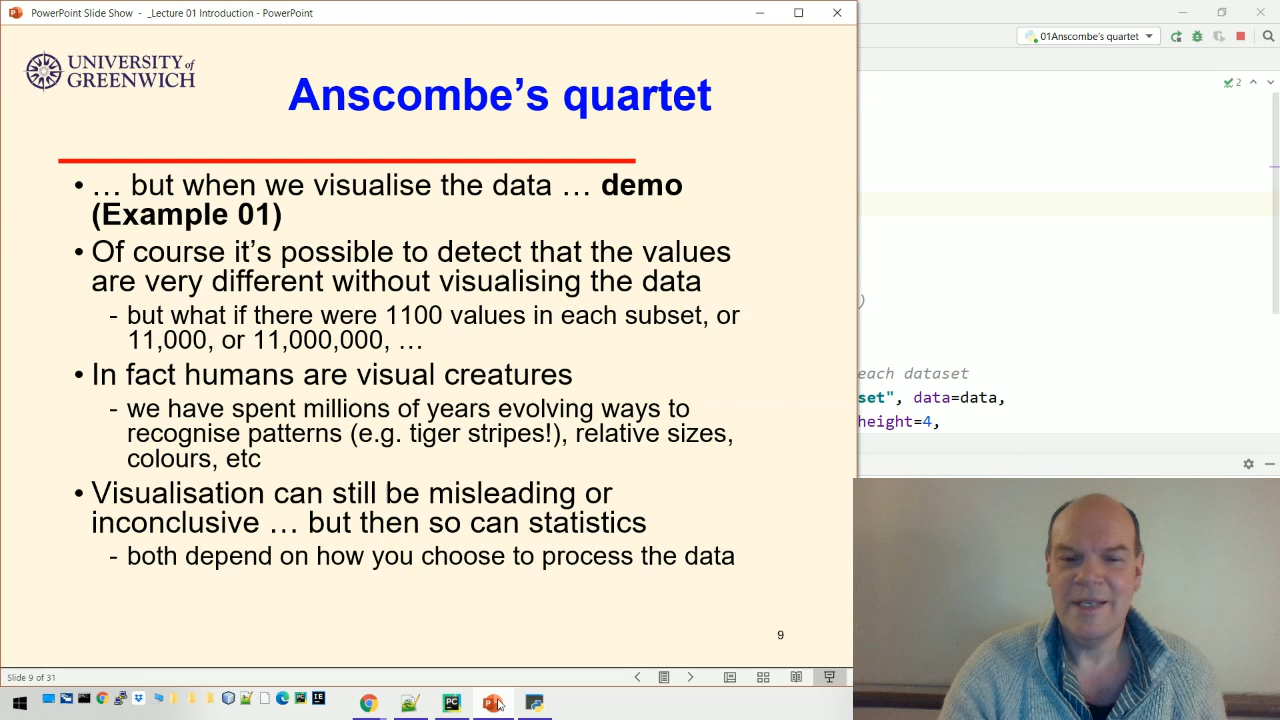 PowerPoint Slide Show - _Lecture 01 Introduction - PowerPoint
01Anscombe's quartet
UNIVERSITY of
GREENWICH
Anscombe's quartet
2
• … but when we visualise the data … demo
(Example 01)
• Of course it's possible to detect that the values
are very different without visualising the data
- but what if there were 1100 values in each subset, or
11,000, or 11,000,000, …
)
• In fact humans are visual creatures
each dataset
- we have spent millions of years evolving ways to
set", data=data,
recognise patterns (e.g. tiger stripes!), relative sizes,
height=4,
colours, etc
• Visualisation can still be misleading or
inconclusive … but then so can statistics
- both depend on how you choose to process the data
9
Slide 9 of 31
PC
P
PC
IE